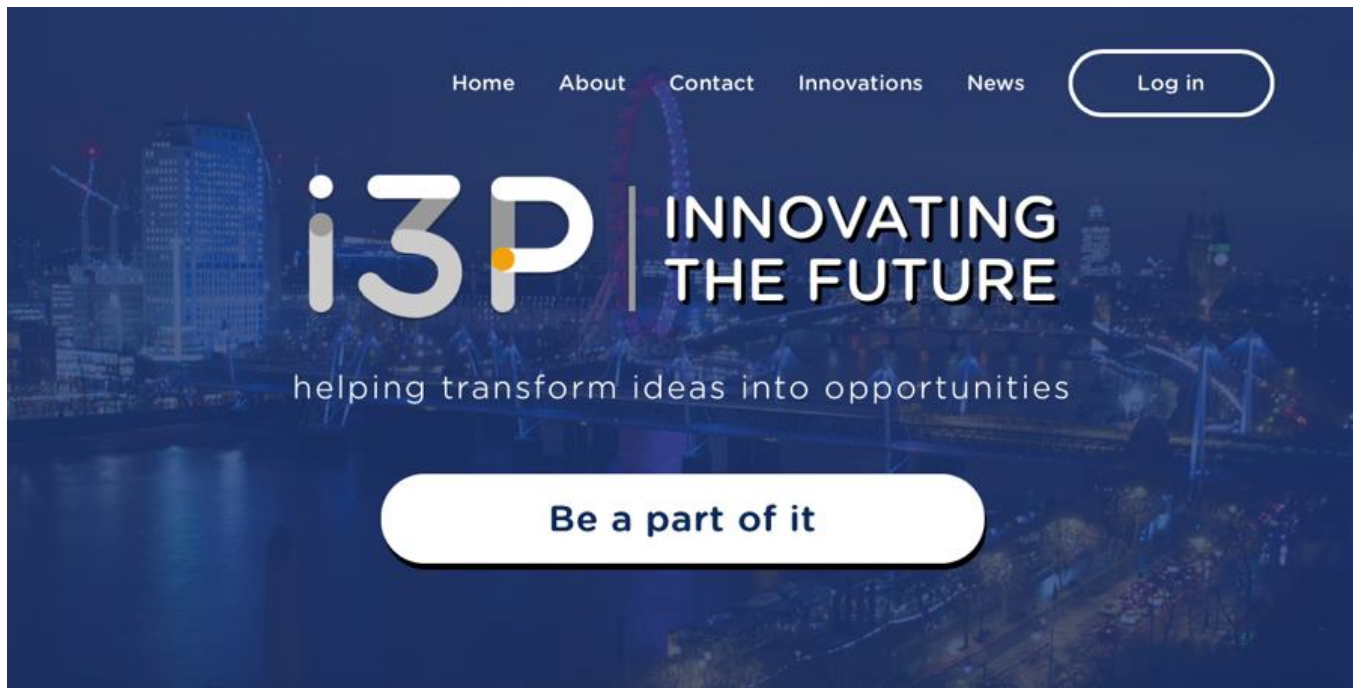 Home About Contact Innovations News Log in
i3P INNOVATING
THE FUTURE
helping transform ideas into opportunities
Be a part of it